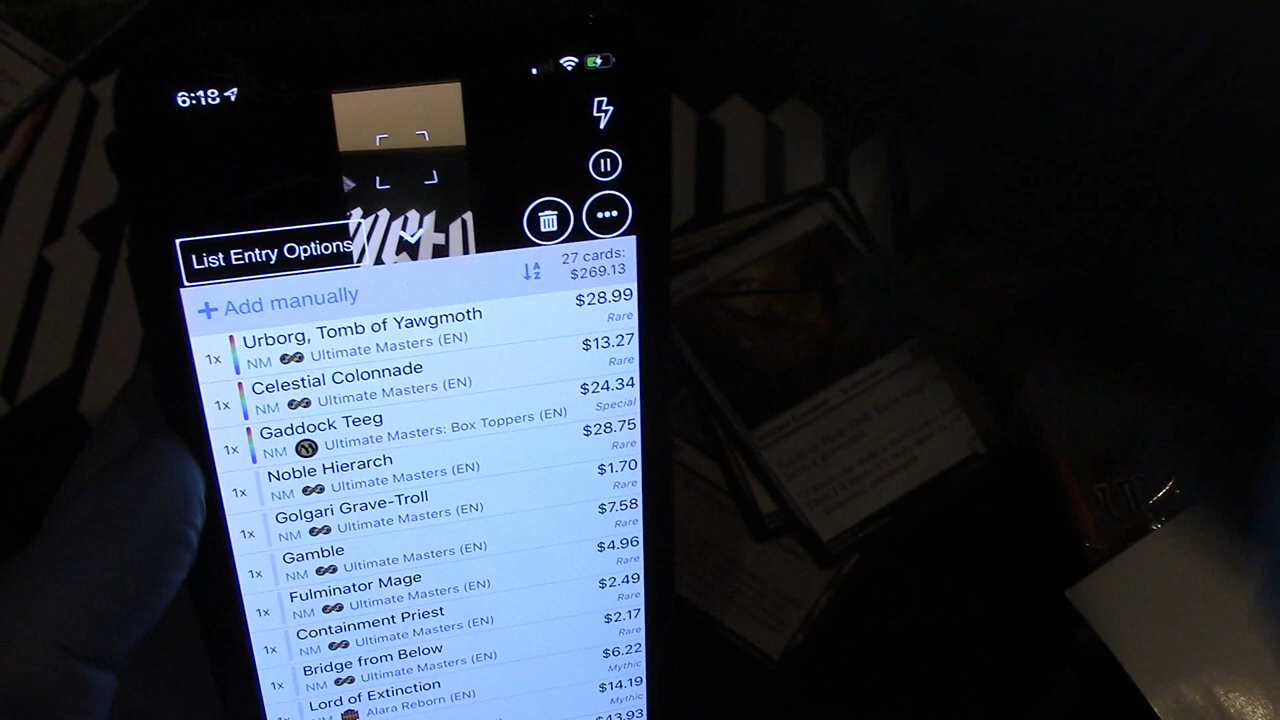 6:18
List Entry Options
+ Add manually
27 cards:
$269.13
Urborg, Tomb of Yawgmoth $28.99
1x NM Ultimate Masters (EN) Rare
Celestial Colonnade $13.27
1x NM Ultimate Masters (EN) Rare
Gaddock Teeg $24.34
1x NM Ultimate Masters: Box Toppers (EN) Special
Noble Hierarch $28.75
1x NM Ultimate Masters (EN) Rare
Golgari Grave-Troll $1.70
1x NM Ultimate Masters (EN) Rare
Gamble $7.58
1x NM Ultimate Masters (EN) Rare
Fulminator Mage $4.96
1x NM Ultimate Masters (EN) Rare
Containment Priest $2.49
1x NM Ultimate Masters (EN) Rare
Bridge from Below $2.17
1x NM Ultimate Masters (EN) Rare
Lord of Extinction $6.22
1x NM Alara Reborn (EN) Mythic
$14.19
Mythic
$43.93